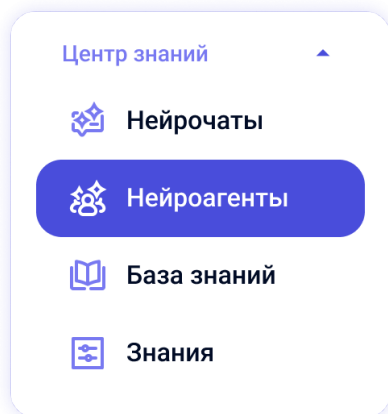 Центр знаний
Нейрочаты
Нейроагенты
База знаний
Знания